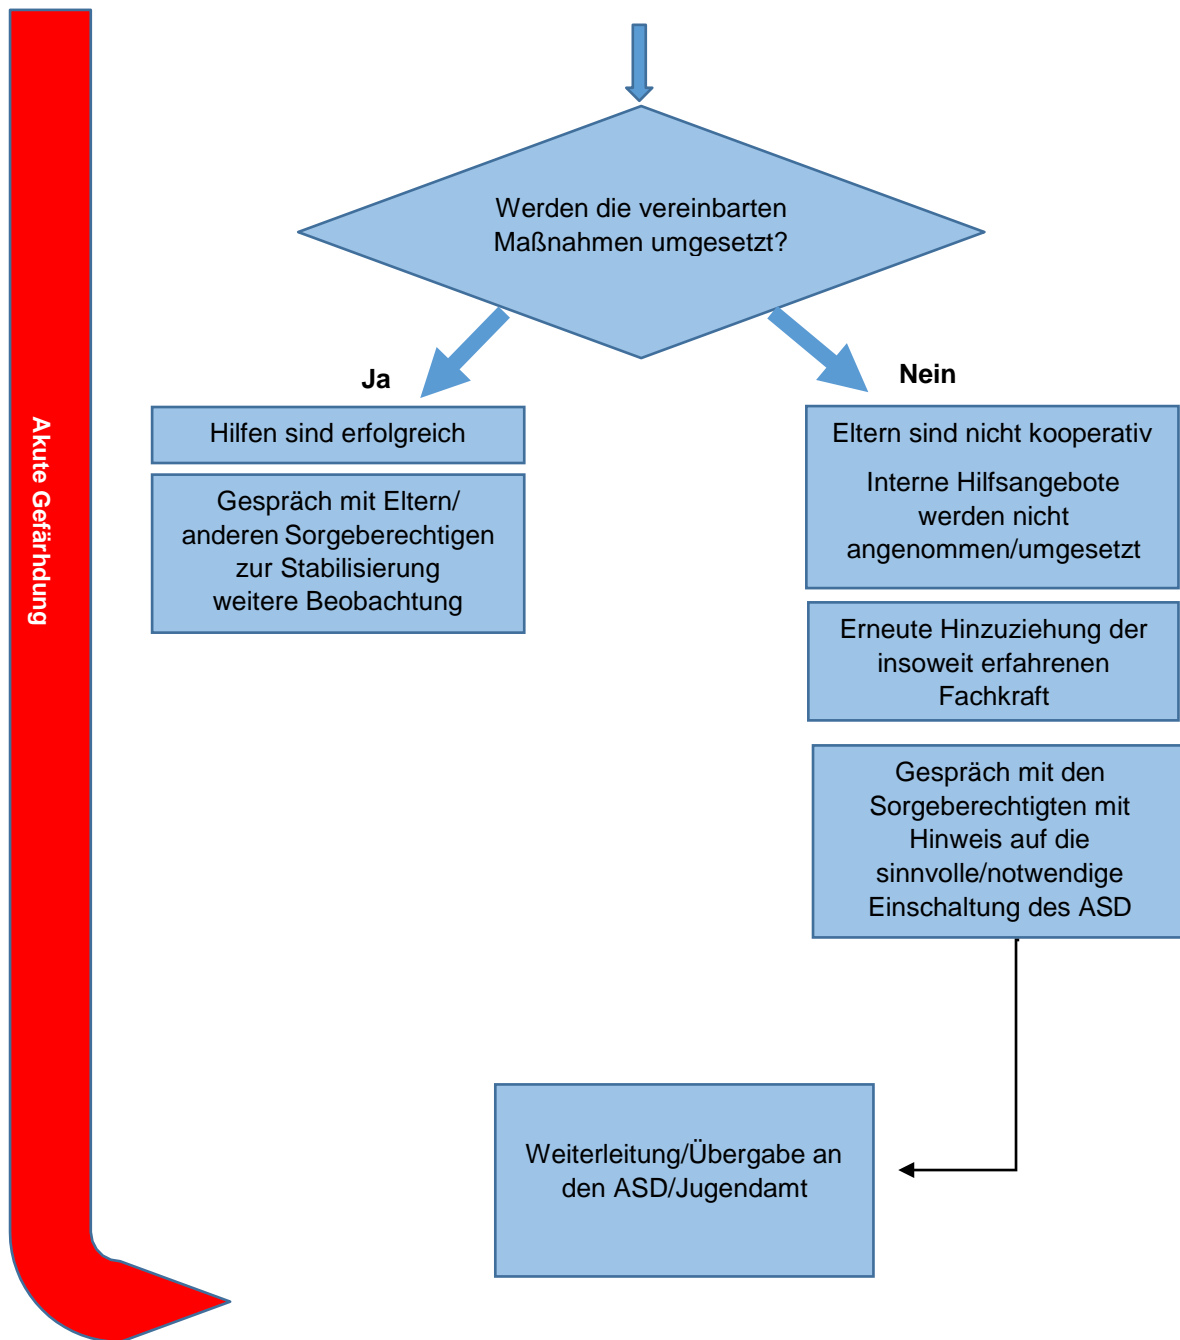 Werden die vereinbarten
Maßnahmen umgesetzt?
Ja
Nein
Hilfen sind erfolgreich
Gespräch mit Eltern/
anderen Sorgeberechtigen
zur Stabilisierung
weitere Beobachtung
Eltern sind nicht kooperativ
Interne Hilfsangebote
werden nicht
angenommen/umgesetzt
Erneute Hinzuziehung der
insoweit erfahrenen
Fachkraft
Gespräch mit den
Sorgeberechtigten mit
Hinweis auf die
sinnvolle/notwendige
Einschaltung des ASD
Weiterleitung/Übergabe an
den ASD/Jugendamt
Akute Gefärhdung